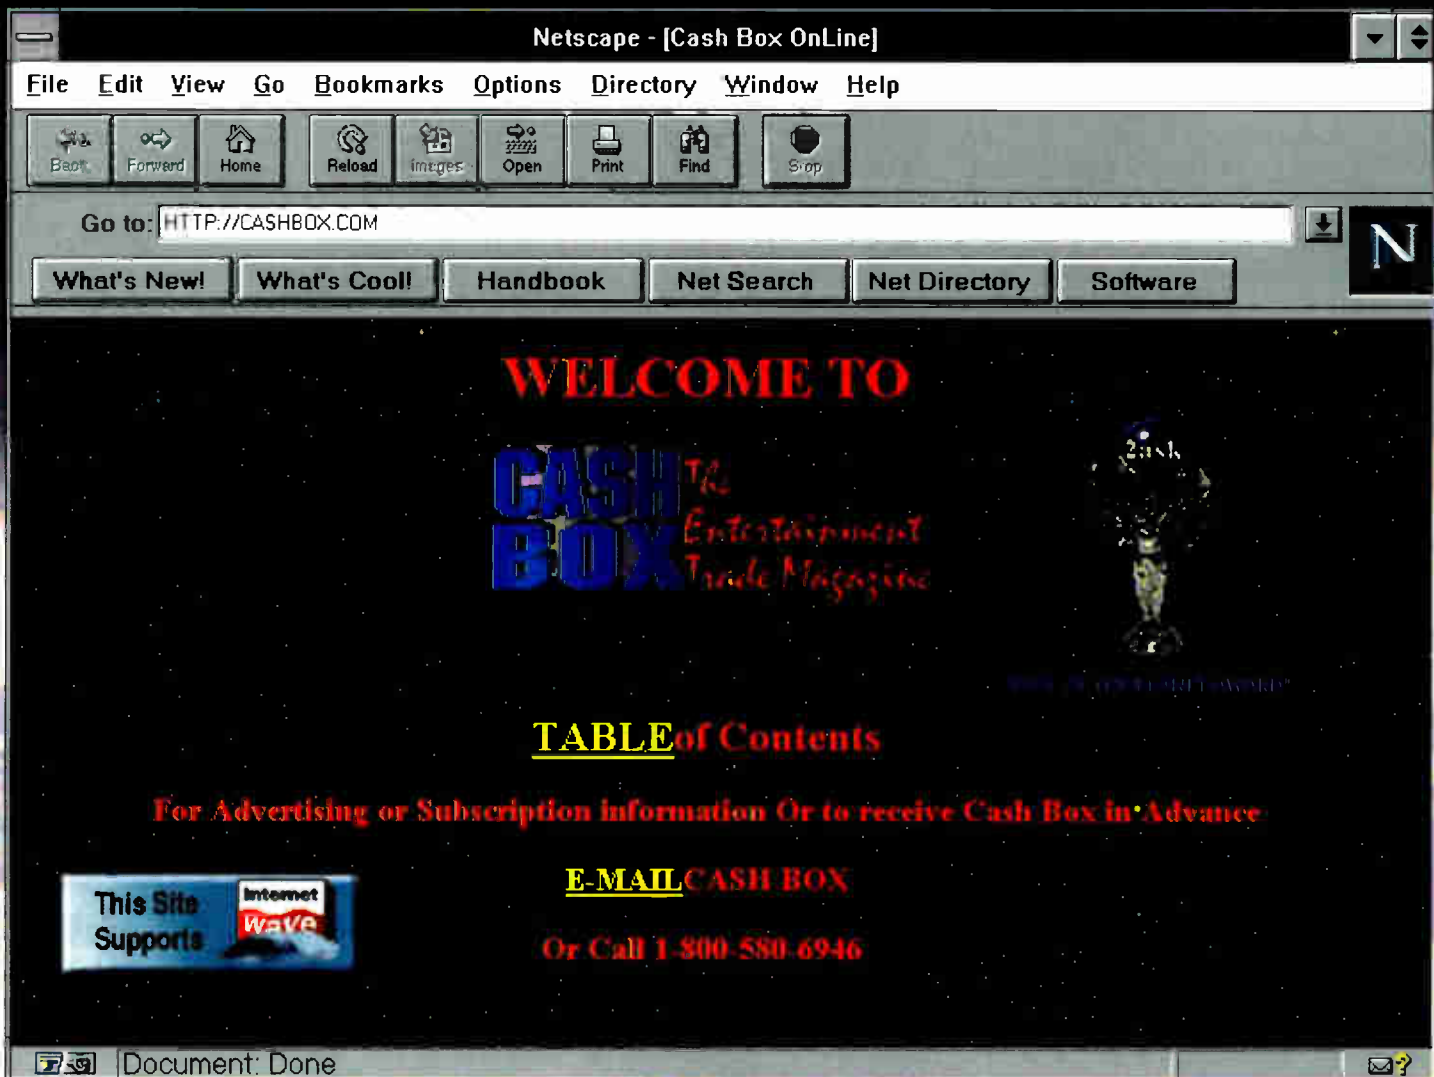 Netscape - [Cash Box OnLine]
File Edit View Go Bookmarks Options Directory Window Help
Back Forward Home Reload Images Open Print Find Stop
Go to: HTTP://CASHBOX.COM
N
What's New! What's Cool! Handbook Net Search Net Directory Software
WELCOME TO
CASH BOX The Entertainment Trade Magazine
TABLE of Contents
For Advertising or Subscription information Or to receive Cash Box in Advance
E-MAIL CASH BOX
Or Call 1-800-580-6946
This Site Supports
Internet wave
Document: Done